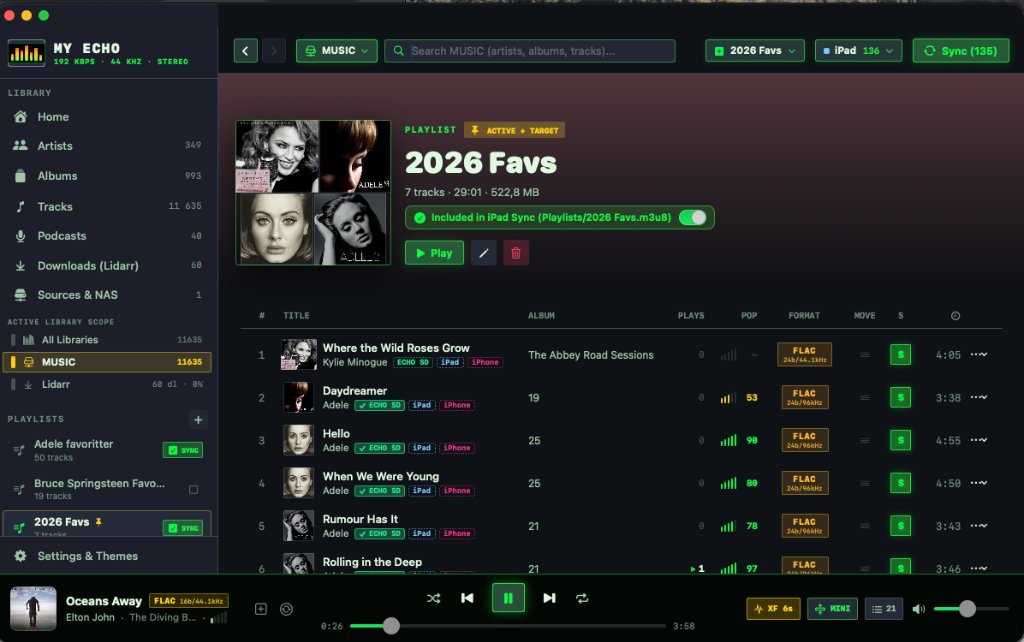 MY ECHO
192 KBPS · 44 KHZ · STEREO
MUSIC
Search MUSIC (artists, albums, tracks)...
2026 Favs
iPad 136
Sync (135)
LIBRARY
Home
Artists 349
Albums 993
Tracks 11 635
Podcasts 40
Downloads (Lidarr) 60
Sources & NAS 1
ACTIVE LIBRARY SCOPE
All Libraries 11635
MUSIC 11635
Lidarr 60 dl · 0%
PLAYLISTS +
Adele favoritter
50 tracks
SYNC
Bruce Springsteen Favo...
19 tracks
2026 Favs
7 tracks
SYNC
Settings & Themes
ADELE
ADELE
PLAYLIST ACTIVE + TARGET
2026 Favs
7 tracks · 29:01 · 522,8 MB
Included in iPad Sync (Playlists/2026 Favs.m3u8)
Play
# TITLE ALBUM PLAYS POP FORMAT MOVE S
1 Where the Wild Roses Grow The Abbey Road Sessions 0 – FLAC 24b/44.1kHz S 4:05
Kylie Minogue ECHO SD iPad iPhone
2 Daydreamer 19 0 53 FLAC 24b/96kHz S 3:38
Adele ✓ ECHO SD iPad iPhone
3 Hello 25 0 90 FLAC 24b/96kHz S 4:55
Adele ✓ ECHO SD iPad iPhone
4 When We Were Young 25 0 80 FLAC 24b/96kHz S 4:50
Adele ✓ ECHO SD iPad iPhone
5 Rumour Has It 21 0 78 FLAC 24b/96kHz S 3:43
Adele ✓ ECHO SD iPad iPhone
6 Rolling in the Deep 21 1 97 FLAC 24b/96kHz S 3:46
Oceans Away FLAC 16b/44.1kHz
Elton John · The Diving B... ·
0:26 3:58
XF 6s
MINI
21